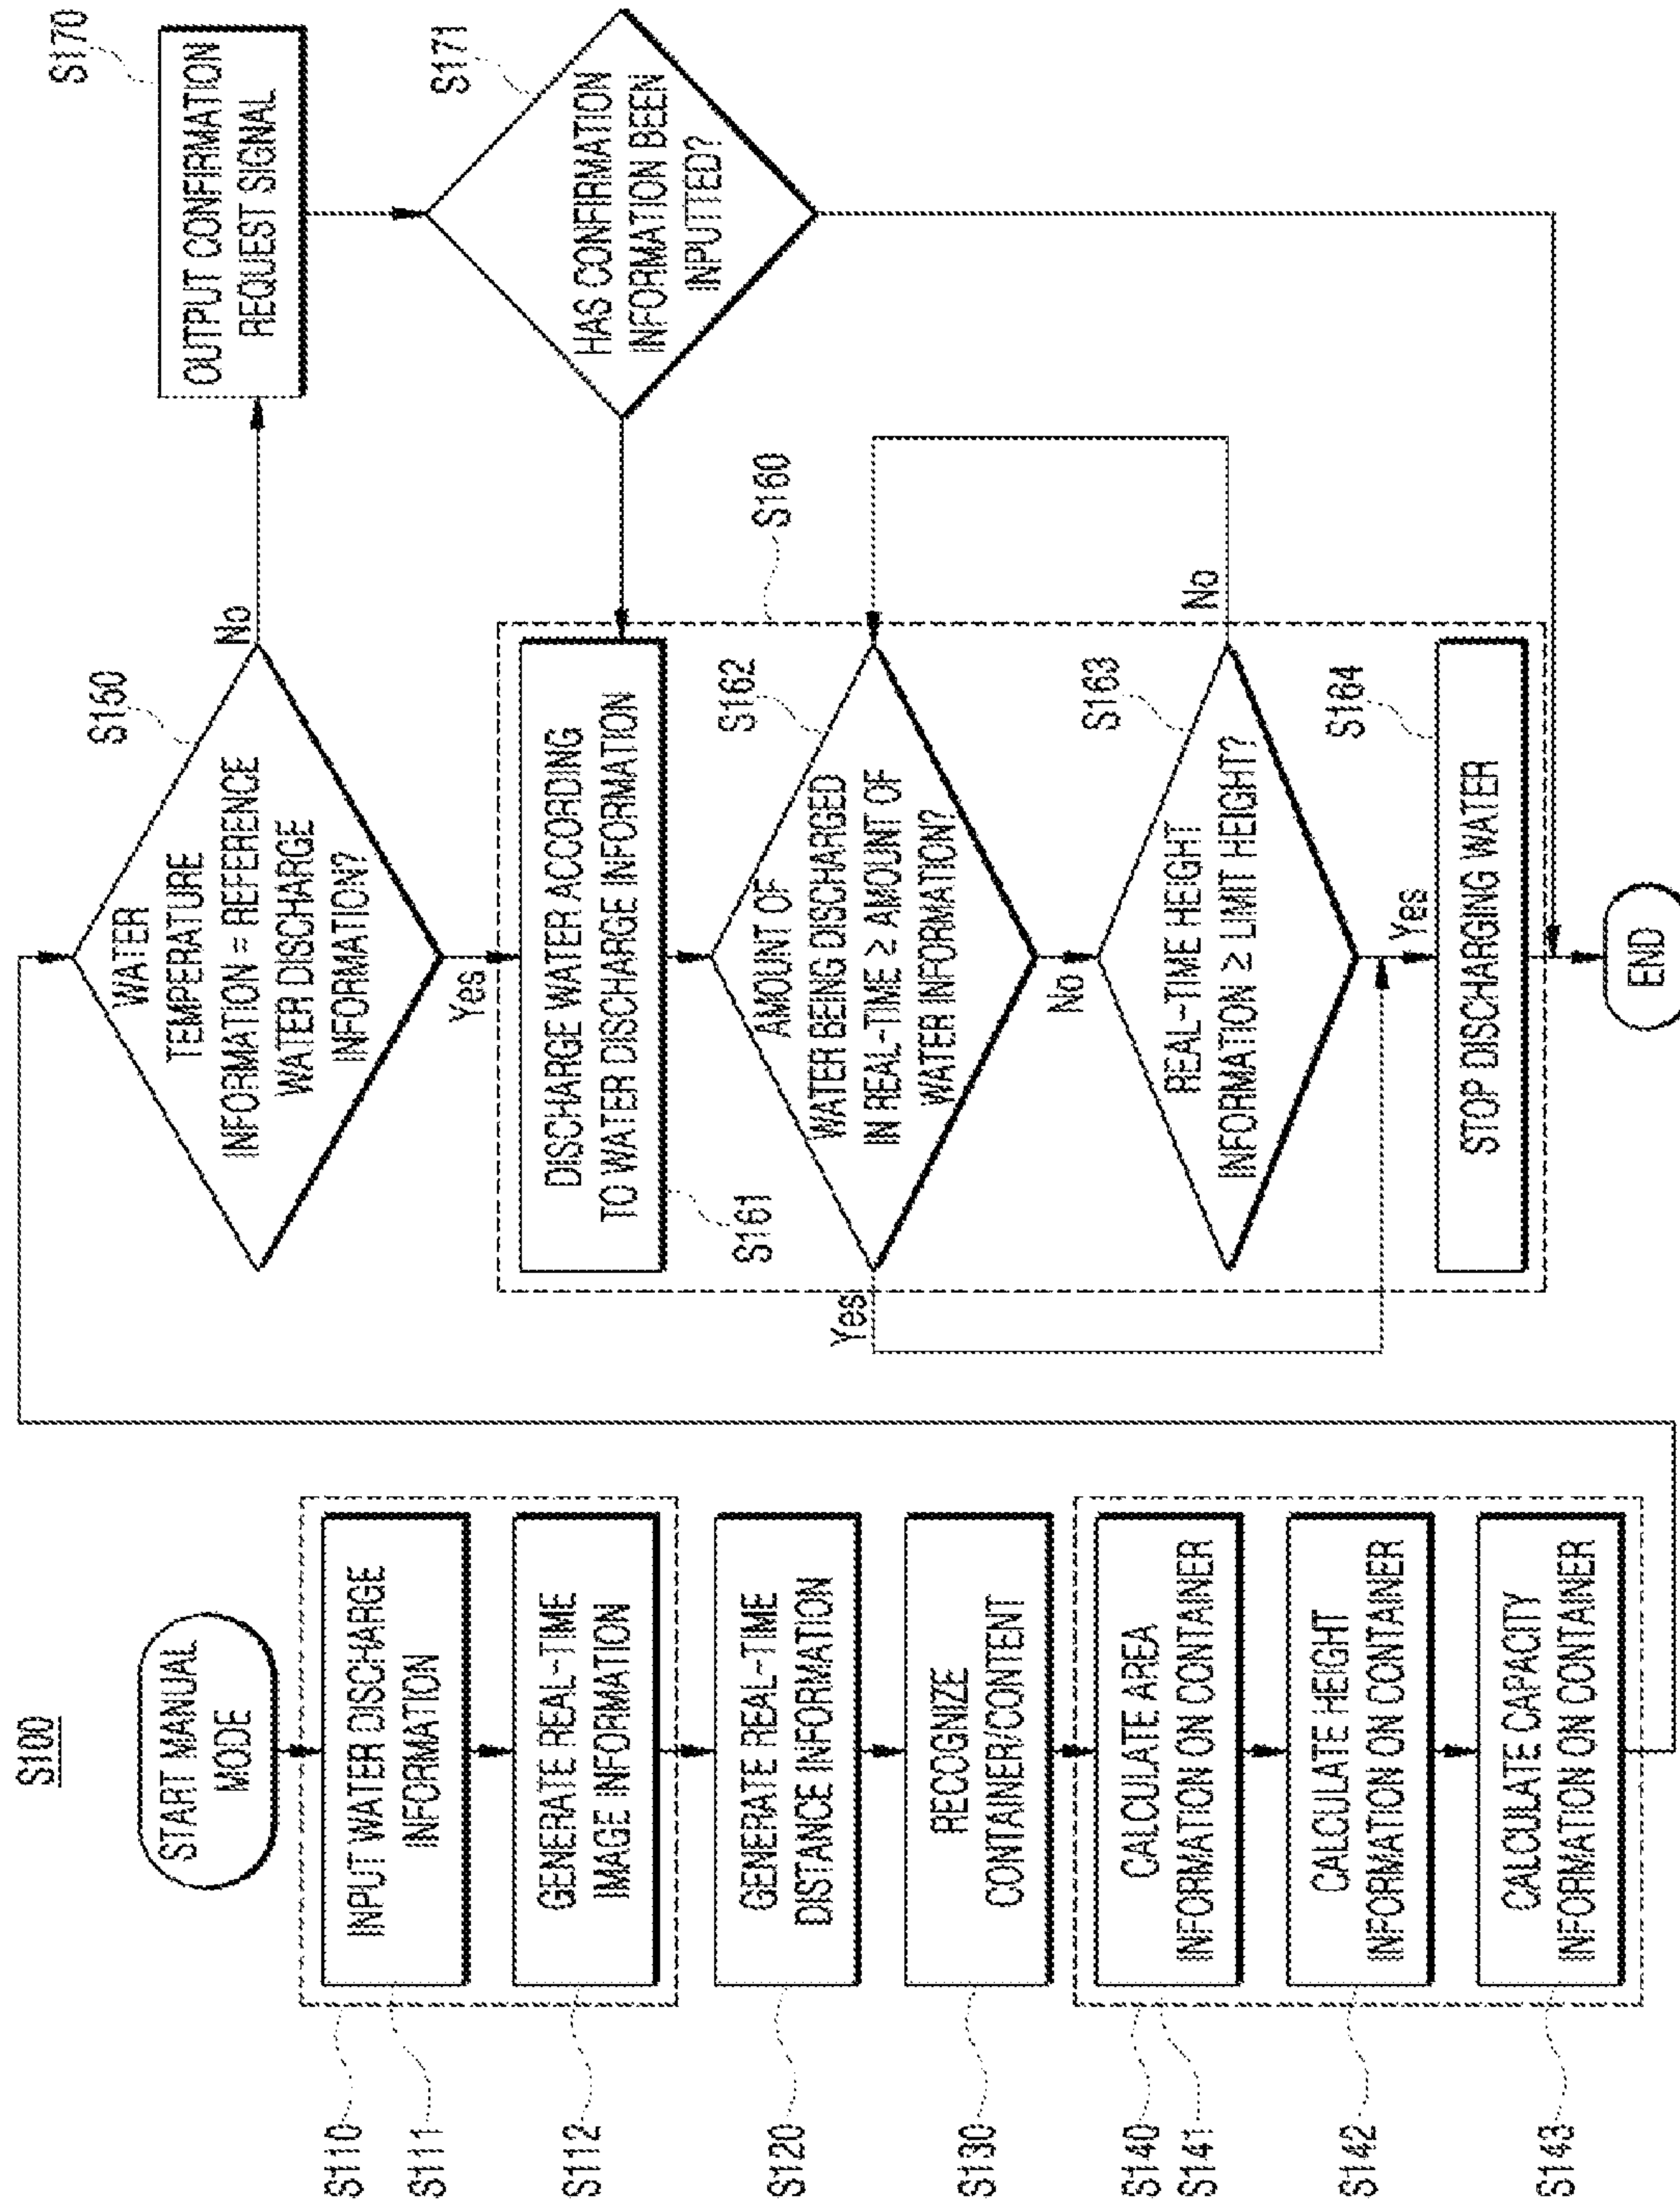 S100
START MANUAL
MODE
S110
S111
INPUT WATER DISCHARGE
INFORMATION
S112
GENERATE REAL-TIME
IMAGE INFORMATION
S120
GENERATE REAL-TIME
DISTANCE INFORMATION
S130
RECOGNIZE
CONTAINER/CONTENT
S140
S141
CALCULATE AREA
INFORMATION ON CONTAINER
S142
CALCULATE HEIGHT
INFORMATION ON CONTAINER
S143
CALCULATE CAPACITY
INFORMATION ON CONTAINER
S150
WATER
TEMPERATURE
INFORMATION = REFERENCE
WATER DISCHARGE
INFORMATION?
No
Yes
S170
OUTPUT CONFIRMATION
REQUEST SIGNAL
S171
HAS CONFIRMATION
INFORMATION BEEN
INPUTTED?
S160
DISCHARGE WATER ACCORDING
TO WATER DISCHARGE INFORMATION
S161
S162
AMOUNT OF
WATER BEING DISCHARGED
IN REAL-TIME ≥ AMOUNT OF
WATER INFORMATION?
Yes
No
S163
REAL-TIME HEIGHT
INFORMATION ≥ LIMIT HEIGHT?
No
Yes
S164
STOP DISCHARGING WATER
END